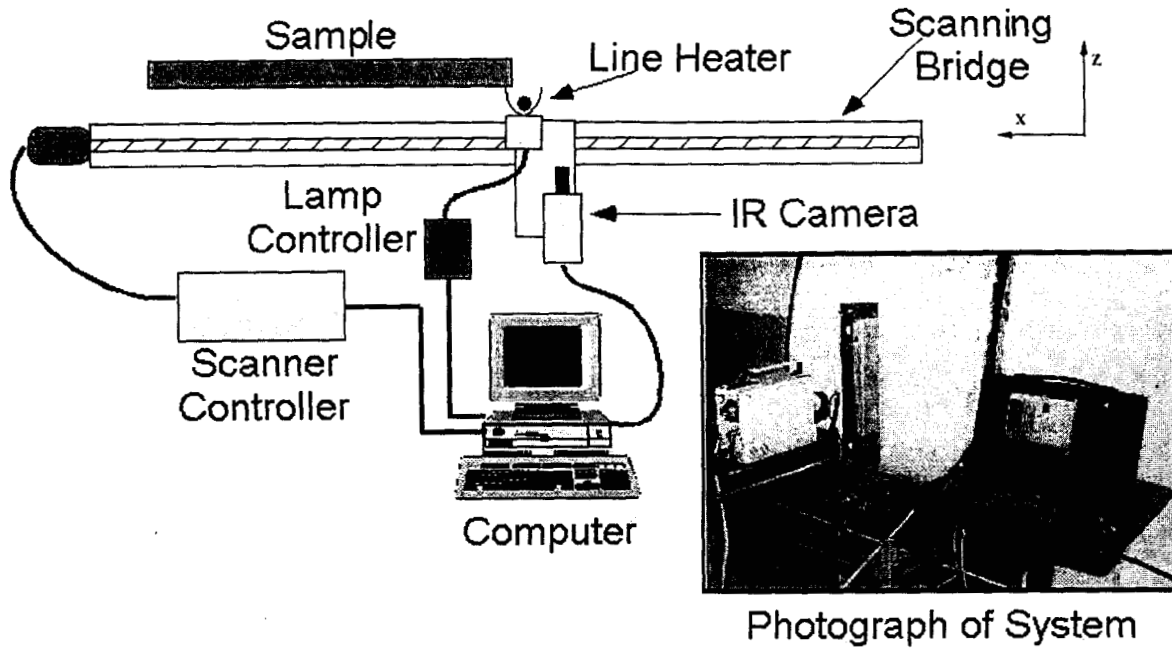 Sample
Line Heater
Scanning
Bridge
z
x
Lamp
Controller
IR Camera
Scanner
Controller
Computer
Photograph of System